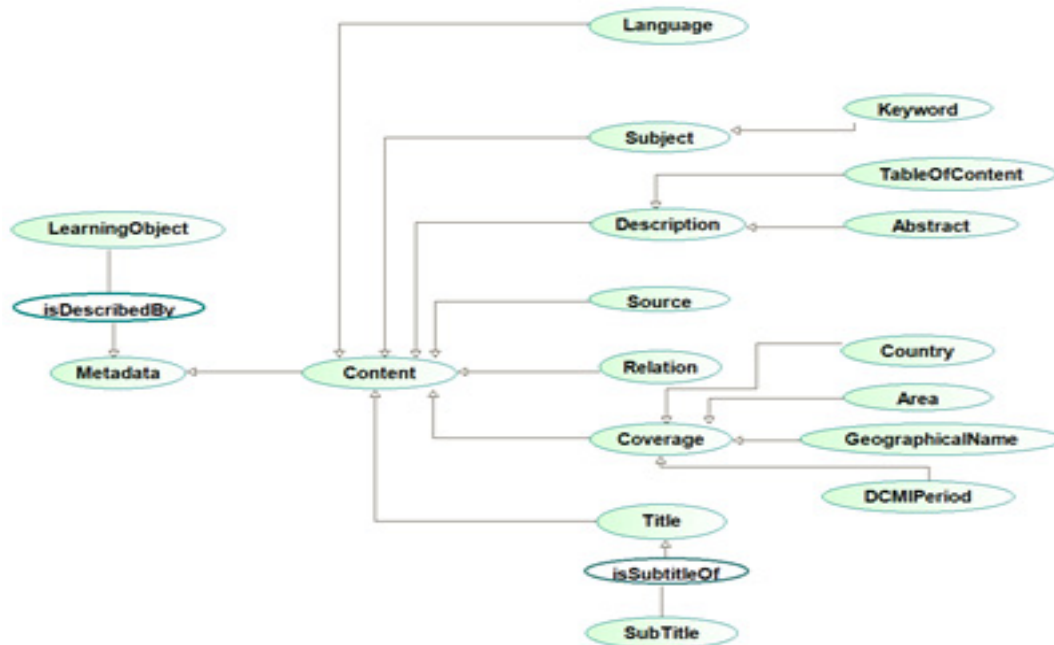 Language
Keyword
Subject
TableOfContent
LearningObject
Description
Abstract
isDescribedBy
Source
Metadata
Content
Relation
Country
Area
Coverage
GeographicalName
DCMIPeriod
Title
isSubtitleOf
SubTitle